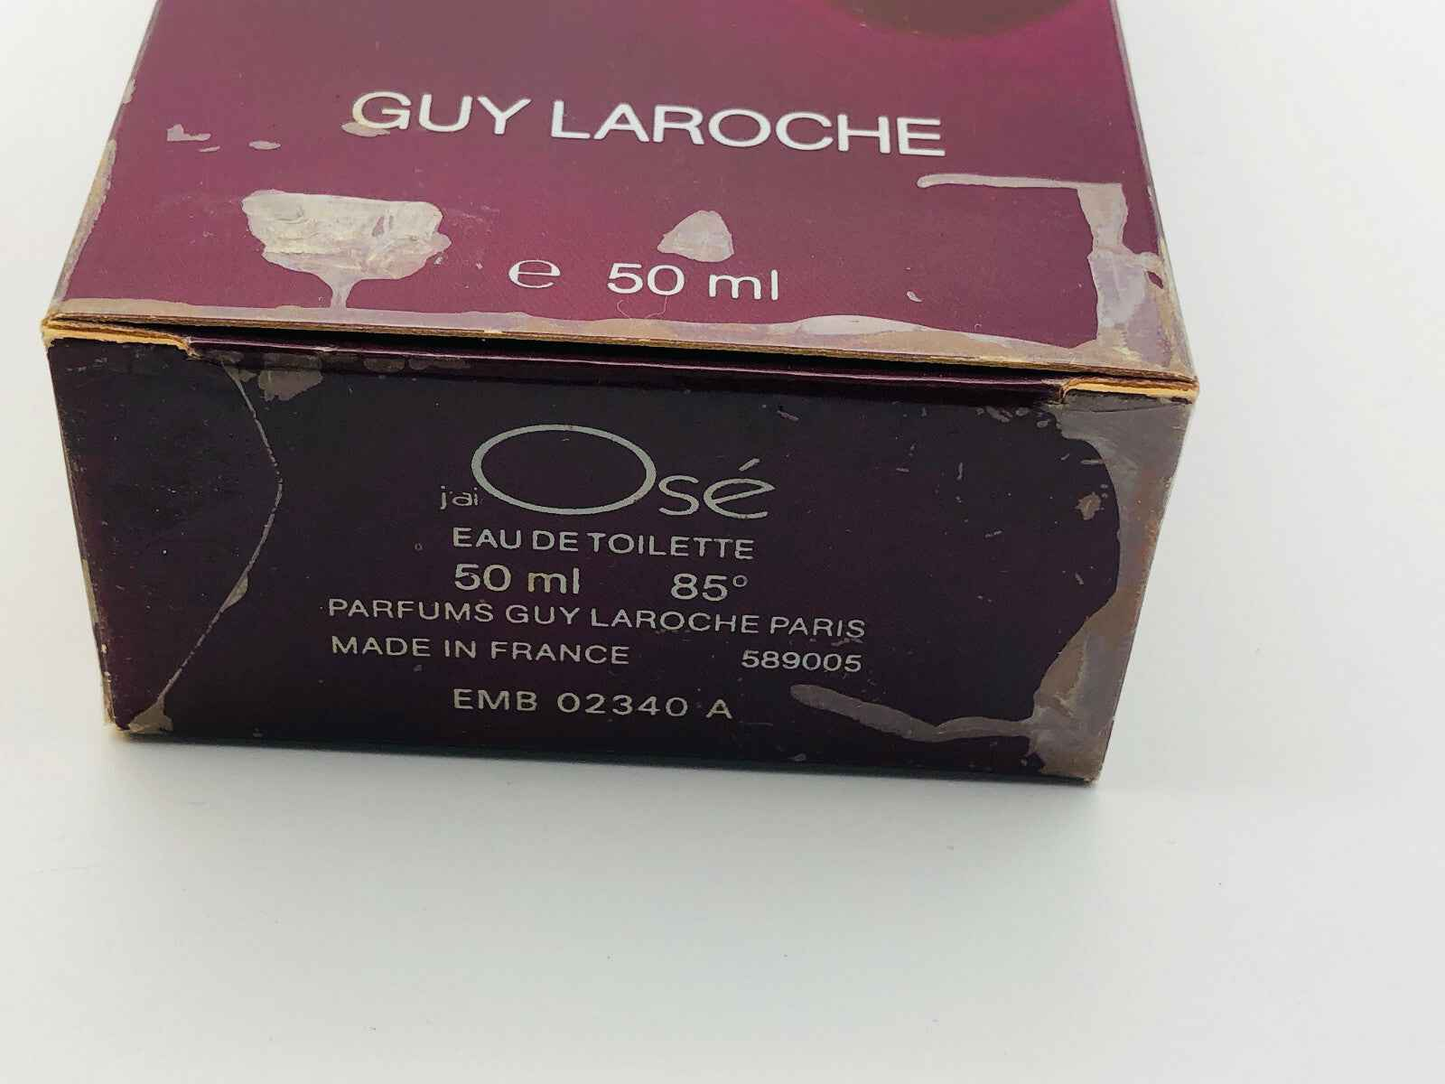 GUY LAROCHE
℮ 50 ml
j'ai Osé
EAU DE TOILETTE
50 ml 85°
PARFUMS GUY LAROCHE PARIS
MADE IN FRANCE 589005
EMB 02340 A